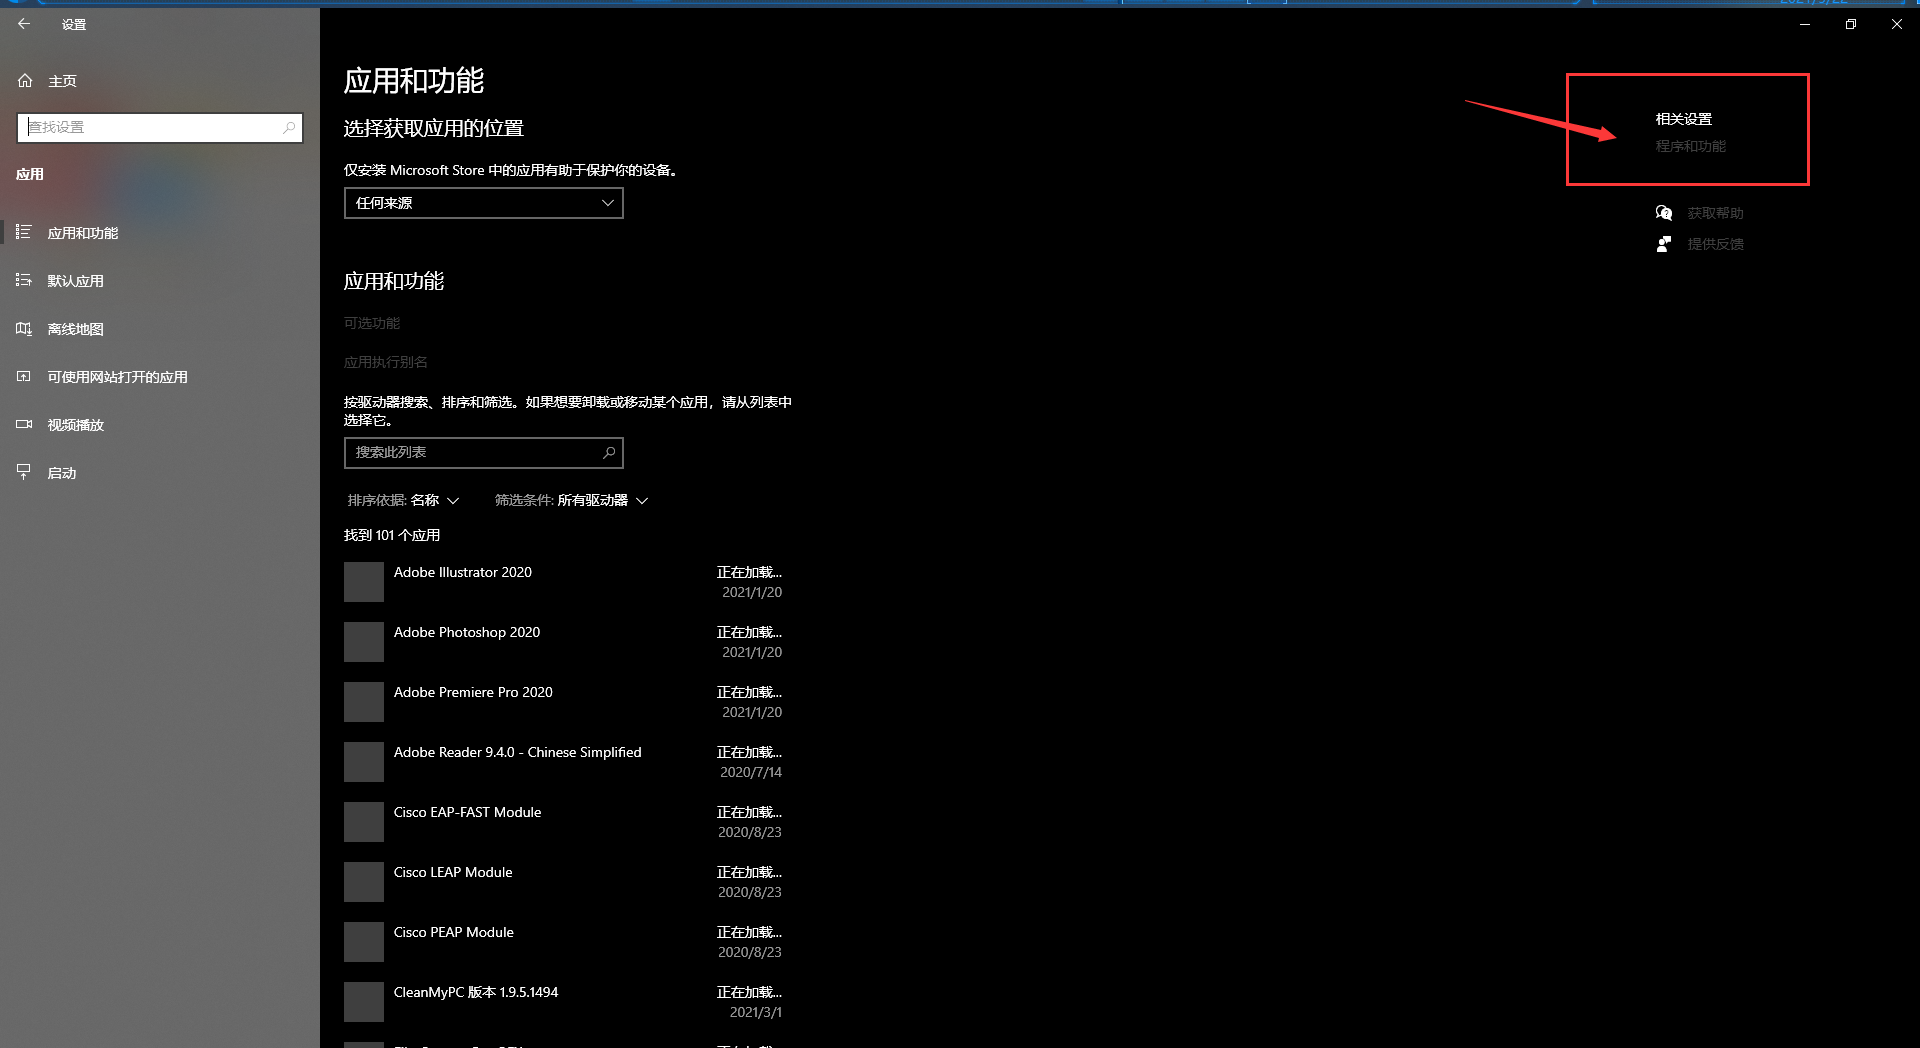 设置
主页
查找设置
应用
应用和功能
默认应用
离线地图
可使用网站打开的应用
视频播放
启动
应用和功能
选择获取应用的位置
仅安装 Microsoft Store 中的应用有助于保护你的设备。
任何来源
应用和功能
可选功能
应用执行别名
按驱动器搜索、排序和筛选。如果想要卸载或移动某个应用，请从列表中
选择它。
搜索此列表
排序依据: 名称 筛选条件: 所有驱动器
找到 101 个应用
Adobe Illustrator 2020 正在加载...
2021/1/20
Adobe Photoshop 2020 正在加载...
2021/1/20
Adobe Premiere Pro 2020 正在加载...
2021/1/20
Adobe Reader 9.4.0 - Chinese Simplified 正在加载...
2020/7/14
Cisco EAP-FAST Module 正在加载...
2020/8/23
Cisco LEAP Module 正在加载...
2020/8/23
Cisco PEAP Module 正在加载...
2020/8/23
CleanMyPC 版本 1.9.5.1494 正在加载...
2021/3/1
相关设置
程序和功能
获取帮助
提供反馈